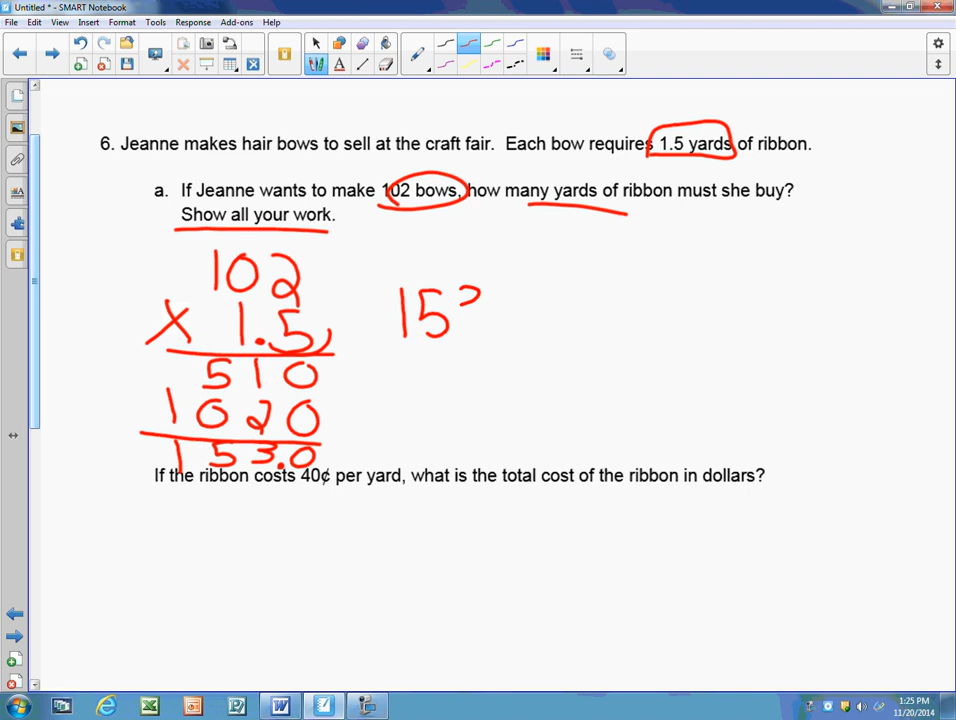 Untitled * - SMART Notebook
File Edit View Insert Format Tools Response Add-ons Help
6. Jeanne makes hair bows to sell at the craft fair. Each bow requires 1.5 yards of ribbon.
a. If Jeanne wants to make 102 bows, how many yards of ribbon must she buy?
Show all your work.
102
X 1.5
15
510
1020
153.0
If the ribbon costs 40¢ per yard, what is the total cost of the ribbon in dollars?
1:25 PM
11/20/2014